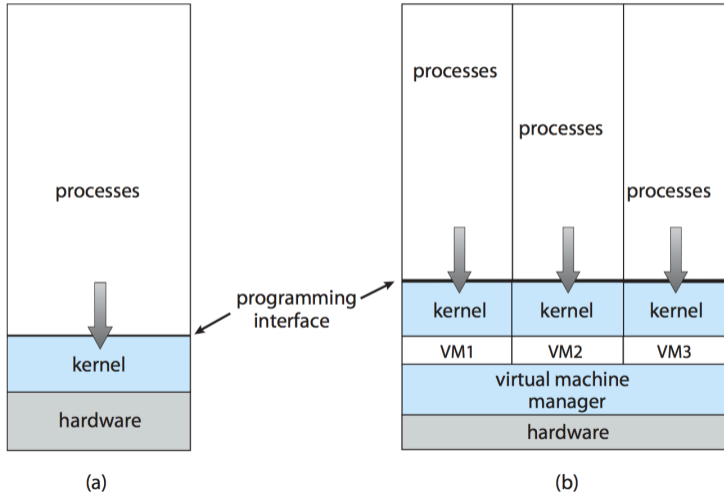 processes
kernel
hardware
(a)
programming
interface
processes
processes
processes
kernel
kernel
kernel
VM1
VM2
VM3
virtual machine
manager
hardware
(b)